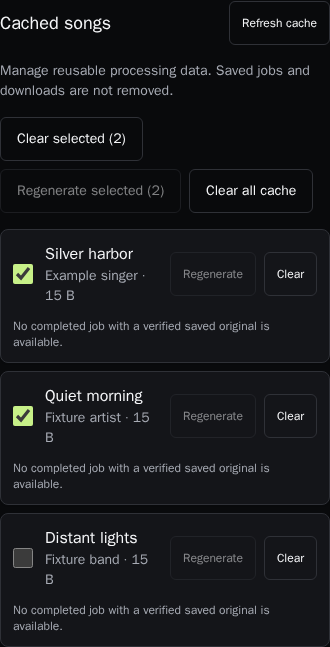 Cached songs
Refresh cache
Manage reusable processing data. Saved jobs and
downloads are not removed.
Clear selected (2)
Regenerate selected (2)
Clear all cache
Silver harbor
Example singer ·
15 B
Regenerate
Clear
No completed job with a verified saved original is
available.
Quiet morning
Fixture artist · 15
B
Regenerate
Clear
No completed job with a verified saved original is
available.
Distant lights
Fixture band · 15
B
Regenerate
Clear
No completed job with a verified saved original is
available.